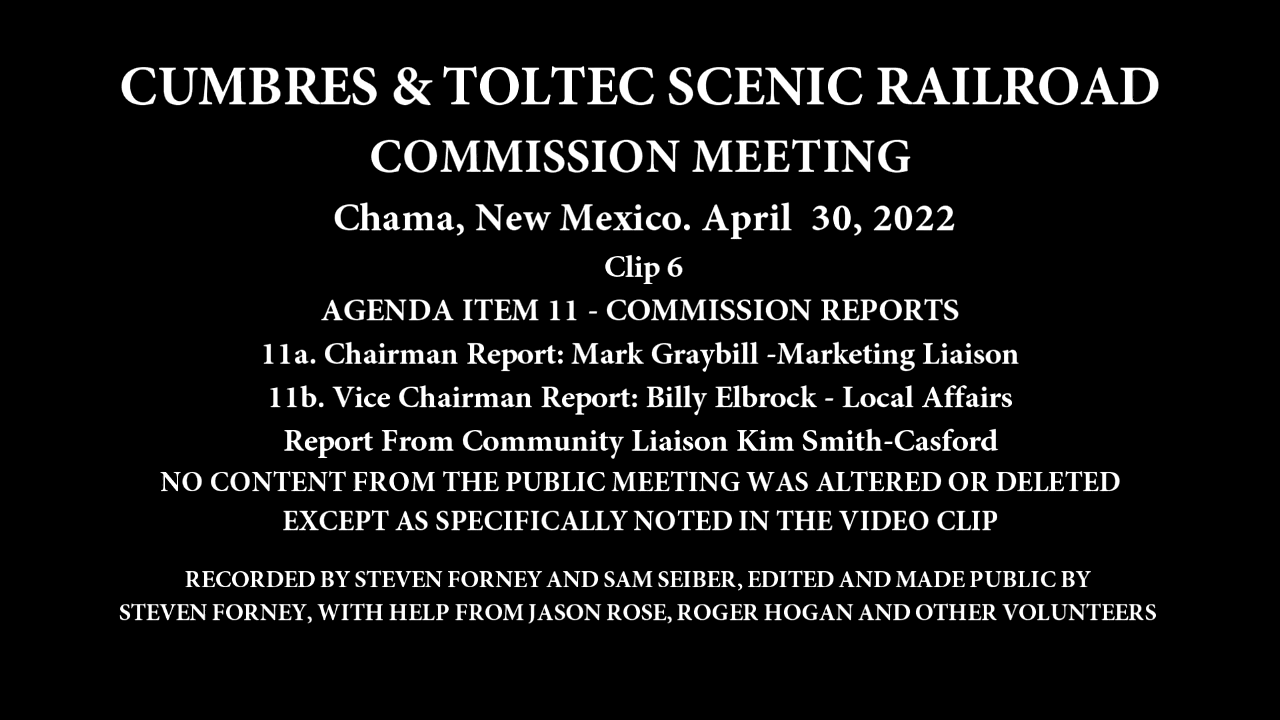 CUMBRES & TOLTEC SCENIC RAILROAD
COMMISSION MEETING
Chama, New Mexico. April  30, 2022
Clip 6
AGENDA ITEM 11 - COMMISSION REPORTS
11a. Chairman Report: Mark Graybill -Marketing Liaison
11b. Vice Chairman Report: Billy Elbrock - Local Affairs
Report From Community Liaison Kim Smith-Casford
NO CONTENT FROM THE PUBLIC MEETING WAS ALTERED OR DELETED
EXCEPT AS SPECIFICALLY NOTED IN THE VIDEO CLIP
RECORDED BY STEVEN FORNEY AND SAM SEIBER, EDITED AND MADE PUBLIC BY
STEVEN FORNEY, WITH HELP FROM JASON ROSE, ROGER HOGAN AND OTHER VOLUNTEERS